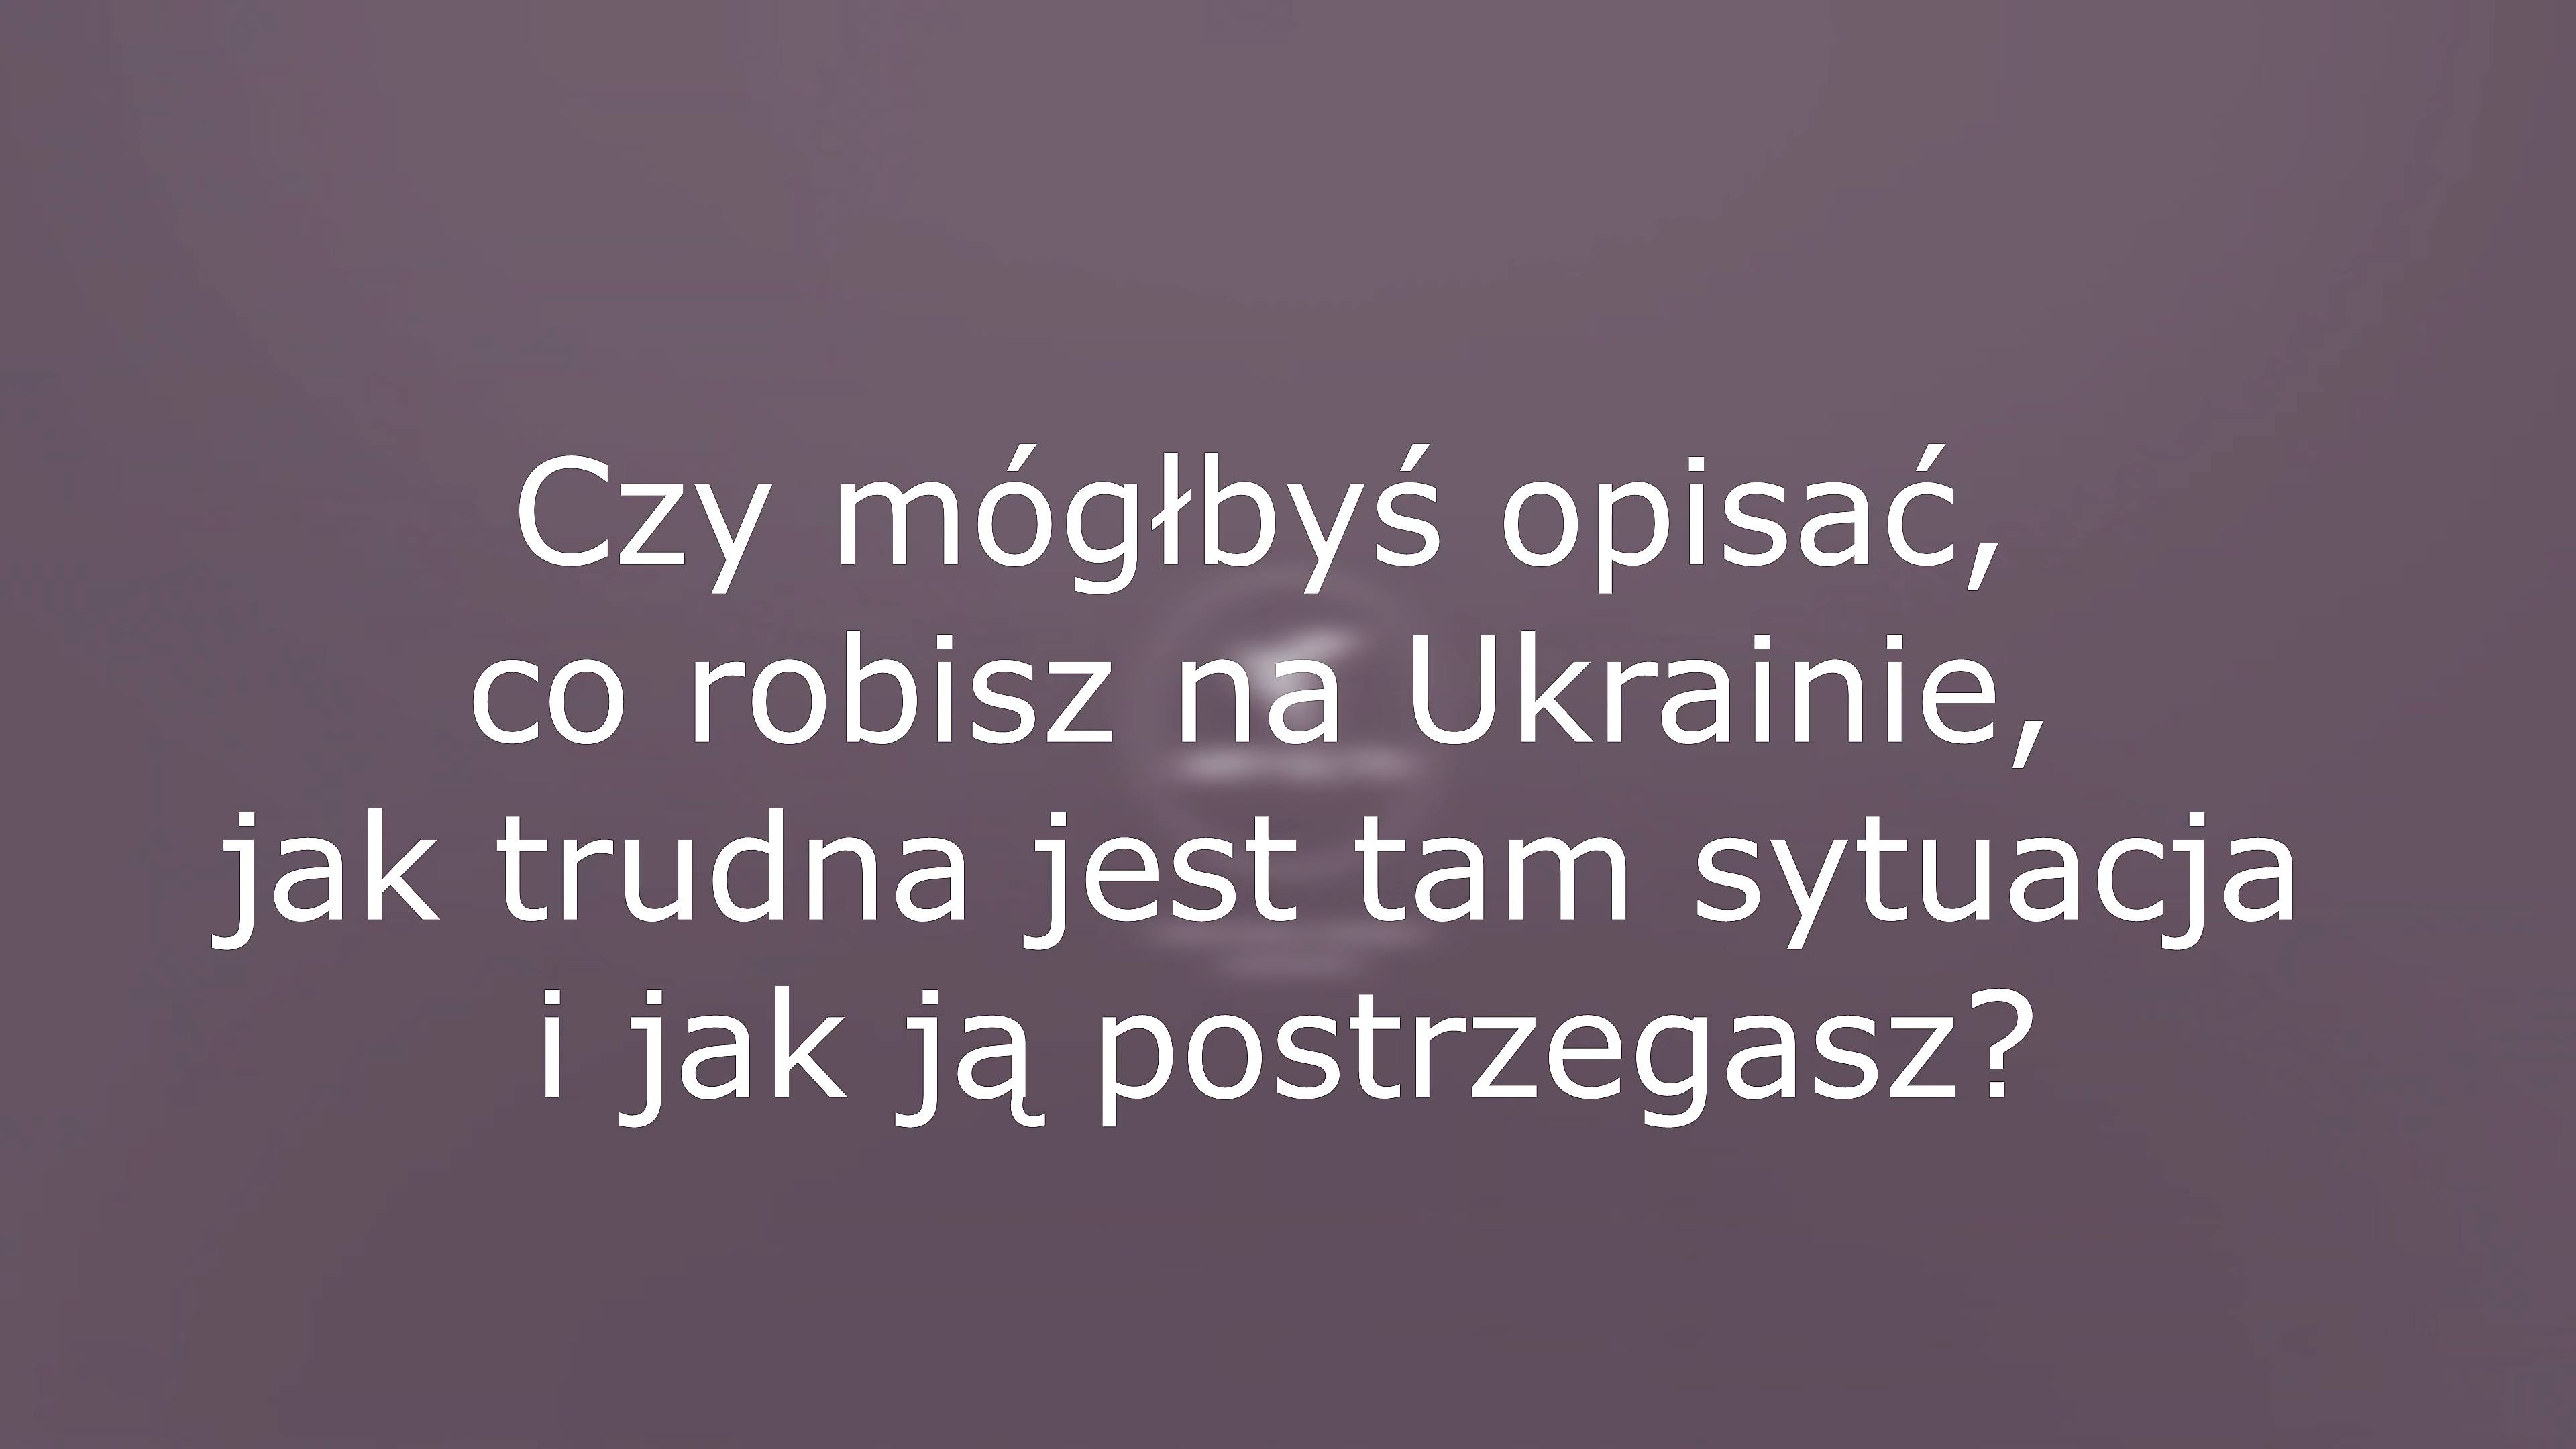 Czy mógłbyś opisać,
co robisz na Ukrainie,
jak trudna jest tam sytuacja
i jak ją postrzegasz?